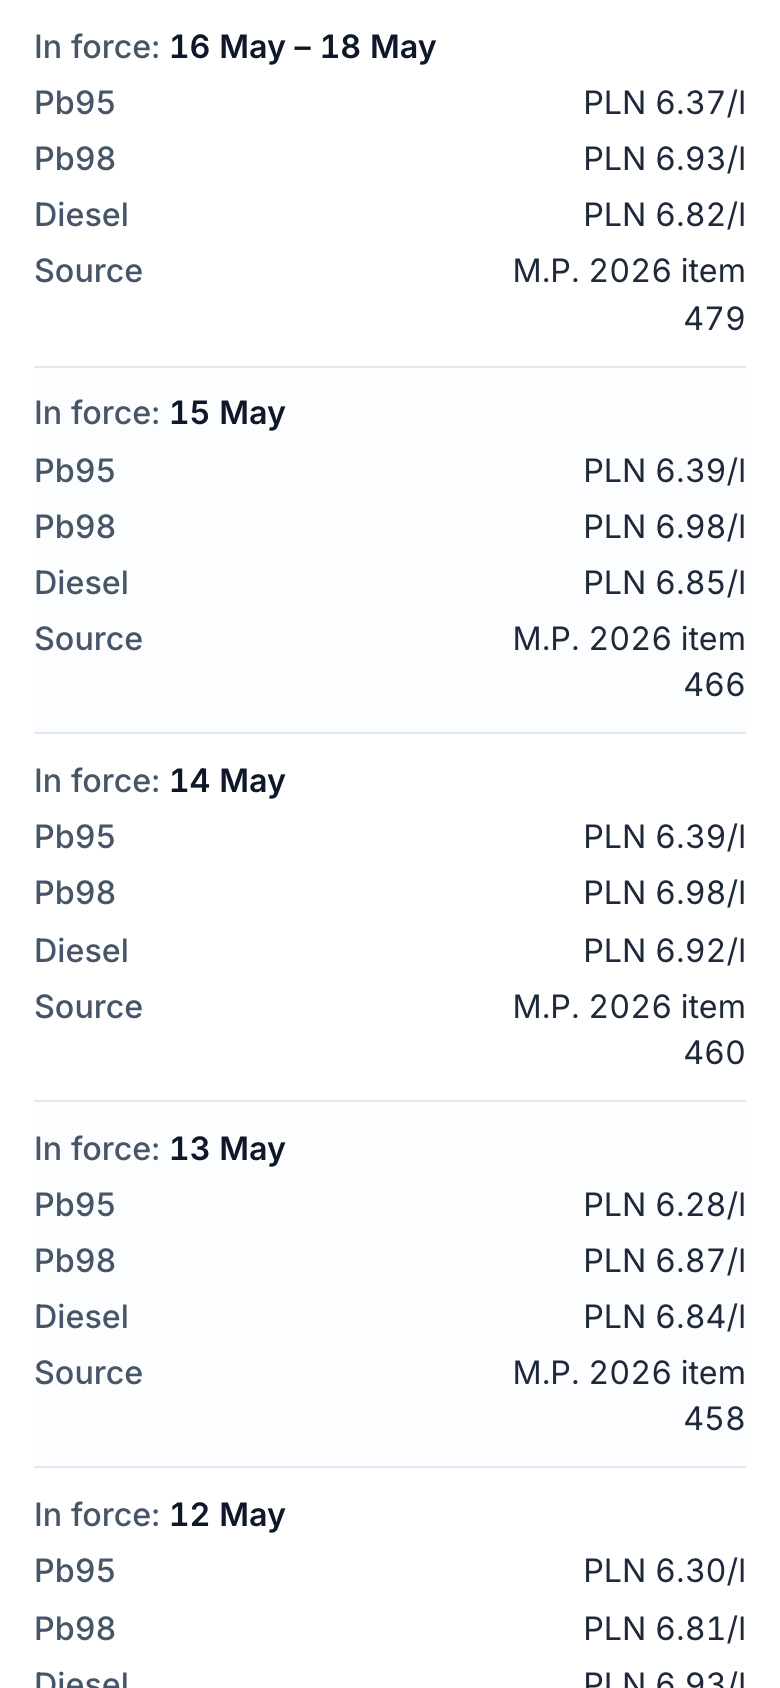 In force: 16 May – 18 May
Pb95 PLN 6.37/l
Pb98 PLN 6.93/l
Diesel PLN 6.82/l
Source M.P. 2026 item
479
In force: 15 May
Pb95 PLN 6.39/l
Pb98 PLN 6.98/l
Diesel PLN 6.85/l
Source M.P. 2026 item
466
In force: 14 May
Pb95 PLN 6.39/l
Pb98 PLN 6.98/l
Diesel PLN 6.92/l
Source M.P. 2026 item
460
In force: 13 May
Pb95 PLN 6.28/l
Pb98 PLN 6.87/l
Diesel PLN 6.84/l
Source M.P. 2026 item
458
In force: 12 May
Pb95 PLN 6.30/l
Pb98 PLN 6.81/l
Diesel PLN 6.93/l